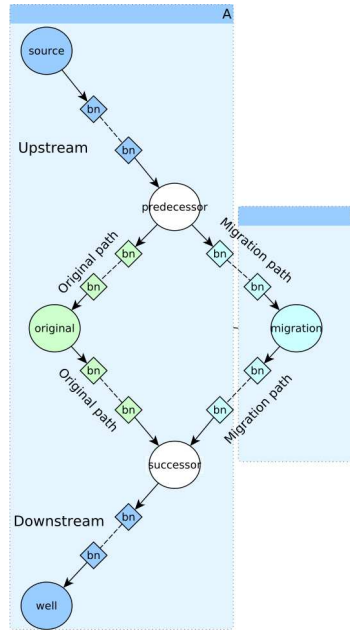 A
source
bn
bn
Upstream
predecessor
Original path
Migration path
bn
bn
bn
bn
original
migration
bn
bn
Original path
Migration path
bn
bn
successor
Downstream
bn
bn
well